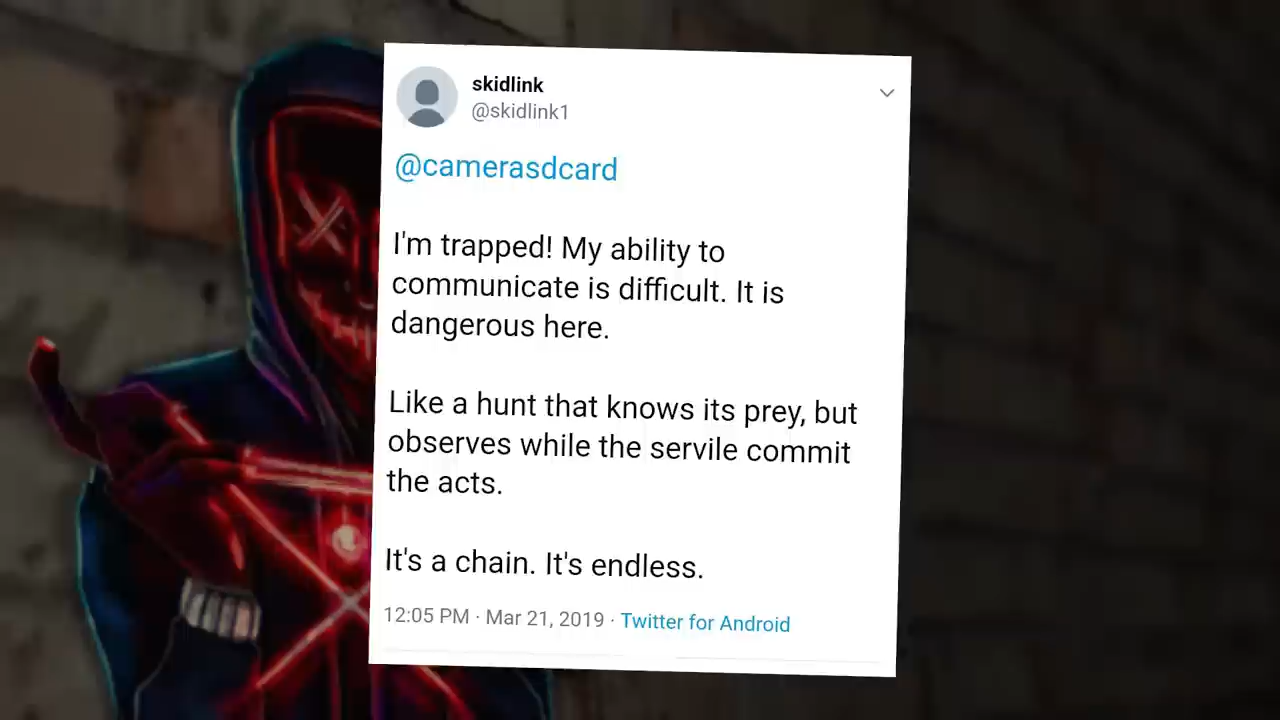 skidlink
@skidlink1
@camerasdcard
I'm trapped! My ability to
communicate is difficult. It is
dangerous here.
Like a hunt that knows its prey, but
observes while the servile commit
the acts.
It's a chain. It's endless.
12:05 PM · Mar 21, 2019 · Twitter for Android